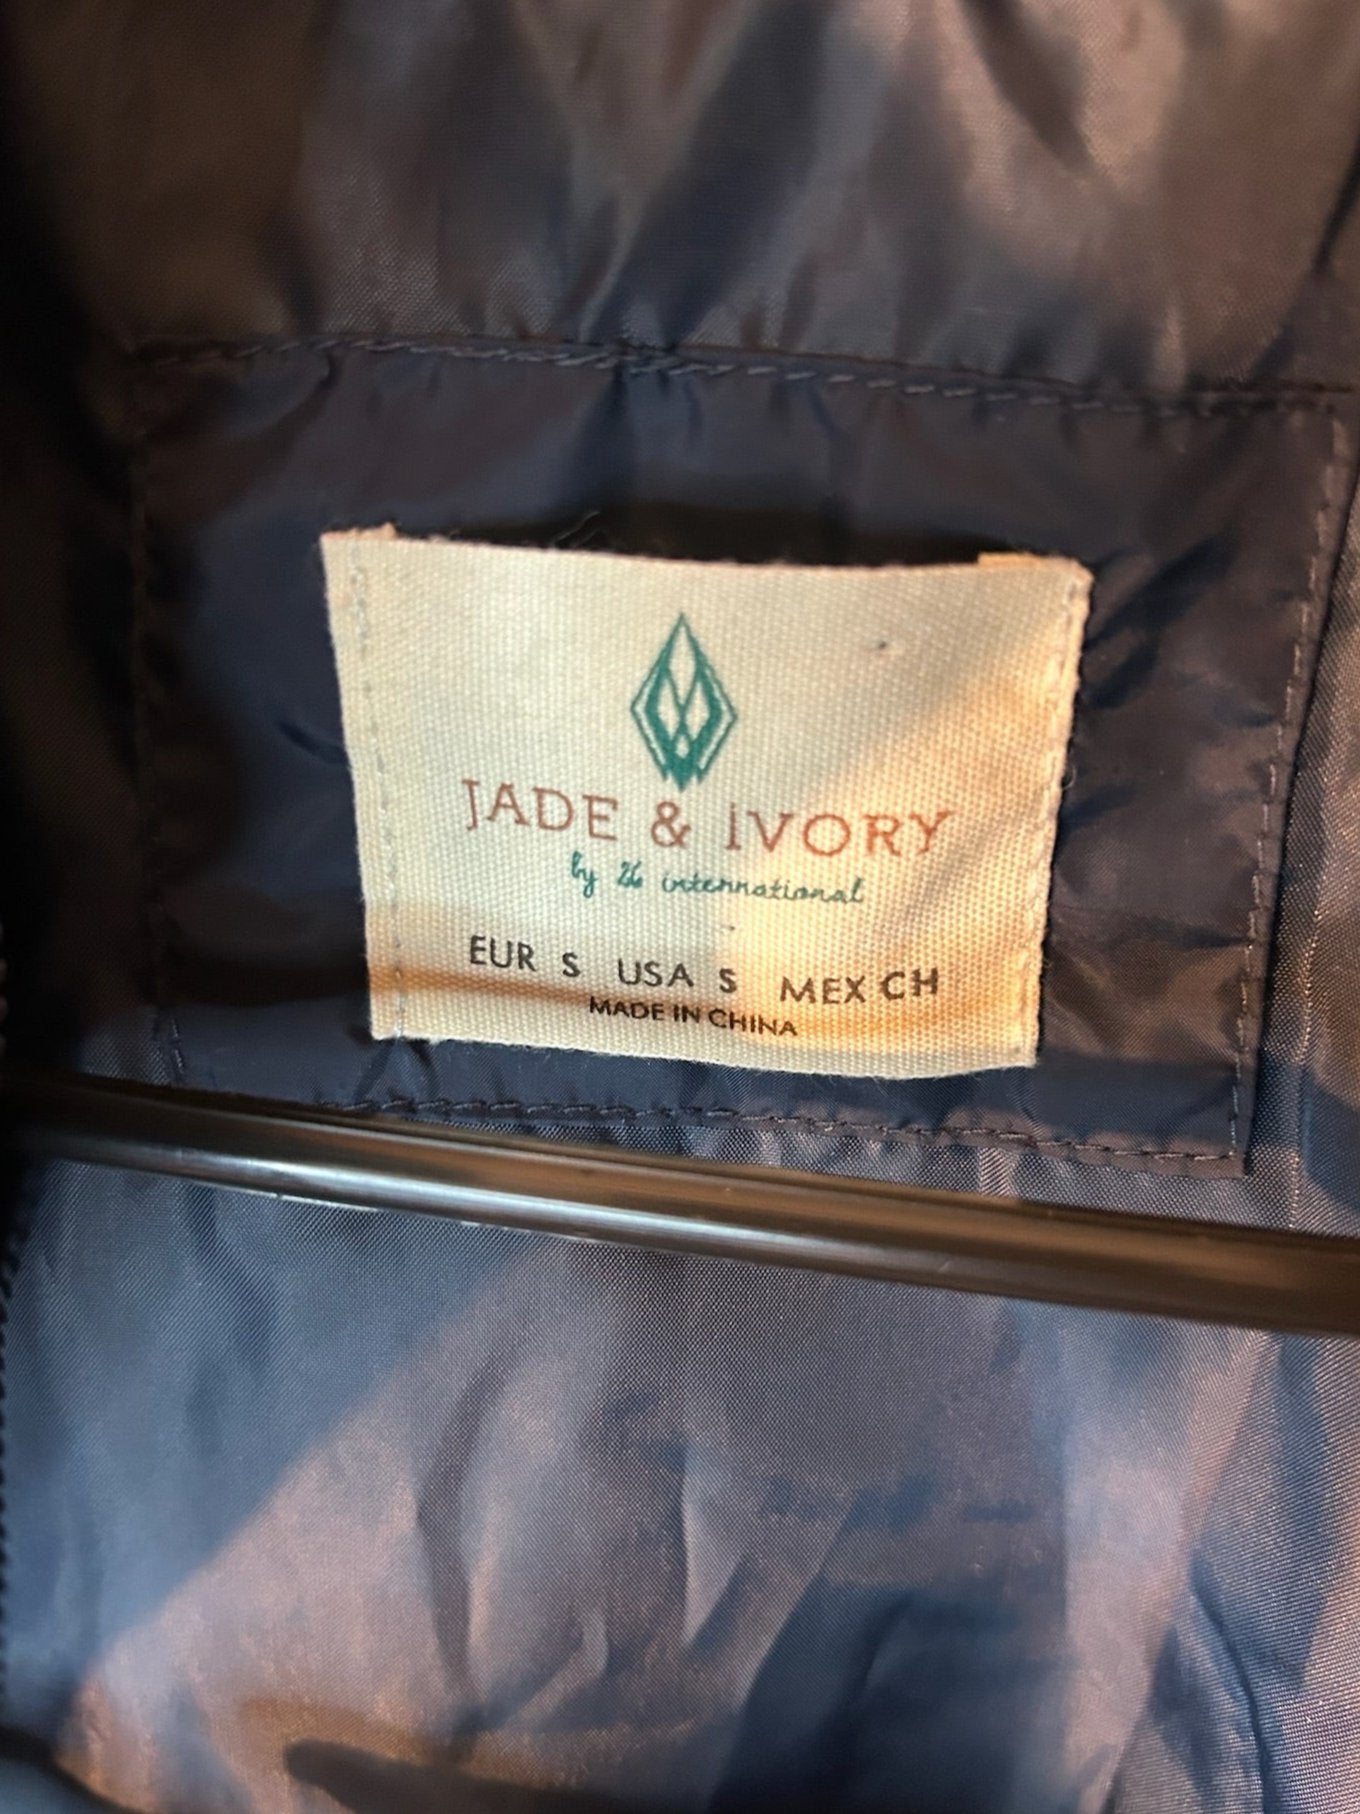 JADE & IVORY
by 26 international
EUR S USA S MEX CH
MADE IN CHINA